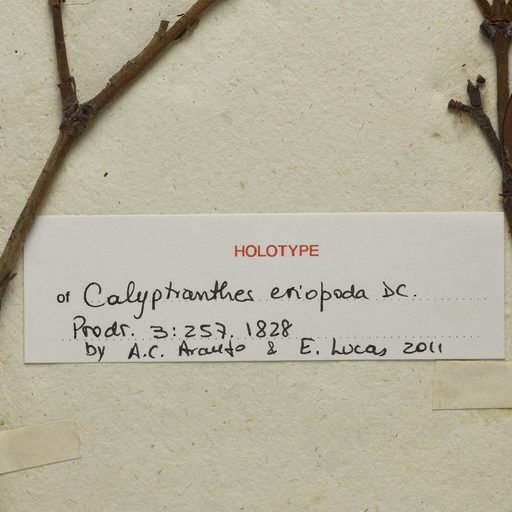 HOLOTYPE
of Calyptranthes eriopoda DC.
Prodr. 3:257. 1828
by A.C. Araujo & E. Lucas 2011